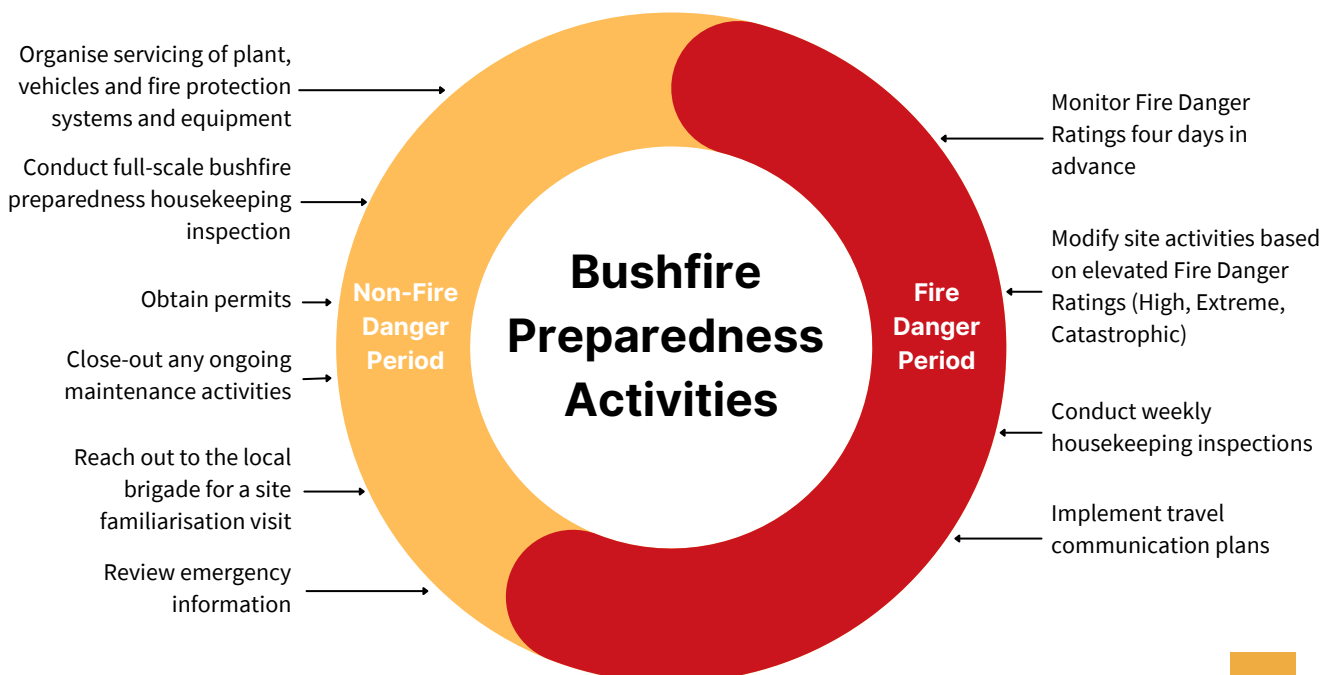 Organise servicing of plant,
vehicles and fire protection
systems and equipment
Conduct full-scale bushfire
preparedness housekeeping
inspection
Obtain permits
Close-out any ongoing
maintenance activities
Reach out to the local
brigade for a site
familiarisation visit
Review emergency
information
Non-Fire
Danger
Period
Bushfire
Preparedness
Activities
Fire
Danger
Period
Monitor Fire Danger
Ratings four days in
advance
Modify site activities based
on elevated Fire Danger
Ratings (High, Extreme,
Catastrophic)
Conduct weekly
housekeeping inspections
Implement travel
communication plans